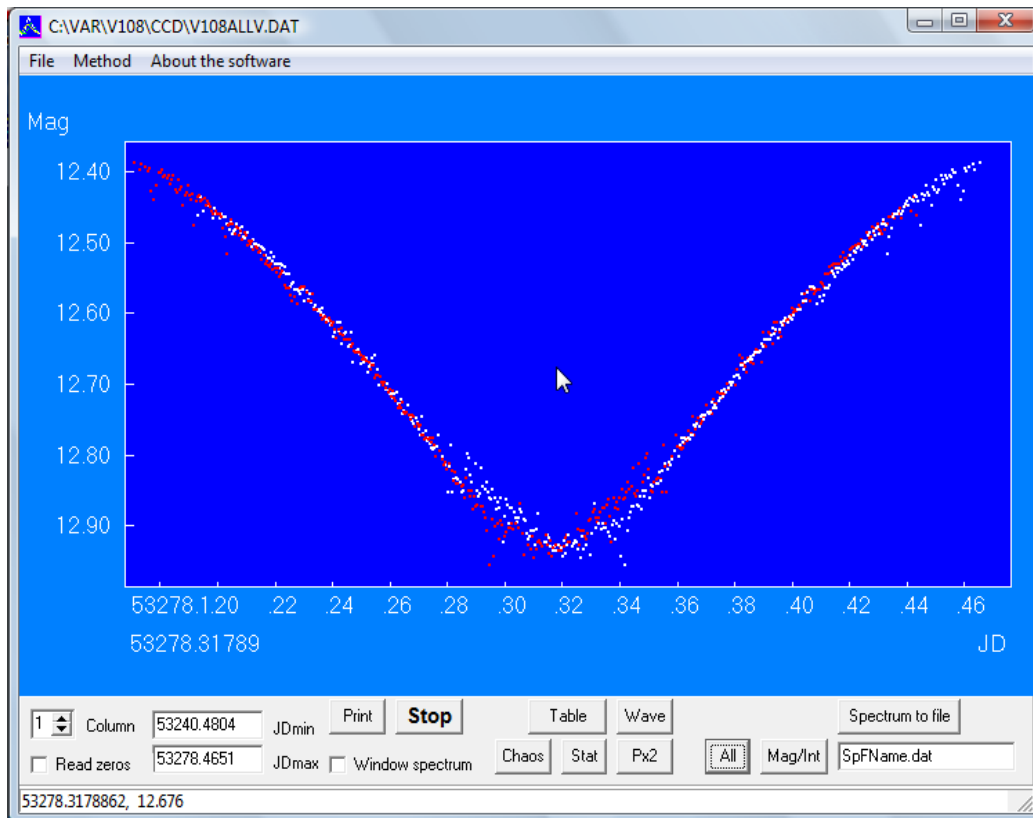 C:\VAR\V108\CCD\V108ALLV.DAT
File Method About the software
Mag
12.40
12.50
12.60
12.70
12.80
12.90
53278.1.20 .22 .24 .26 .28 .30 .32 .34 .36 .38 .40 .42 .44 .46
53278.31789 JD
1 Column 53240.4804 JDmin Print Stop Table Wave Spectrum to file
Read zeros 53278.4651 JDmax Window spectrum Chaos Stat Px2 All Mag/Int SpFName.dat
53278.3178862, 12.676